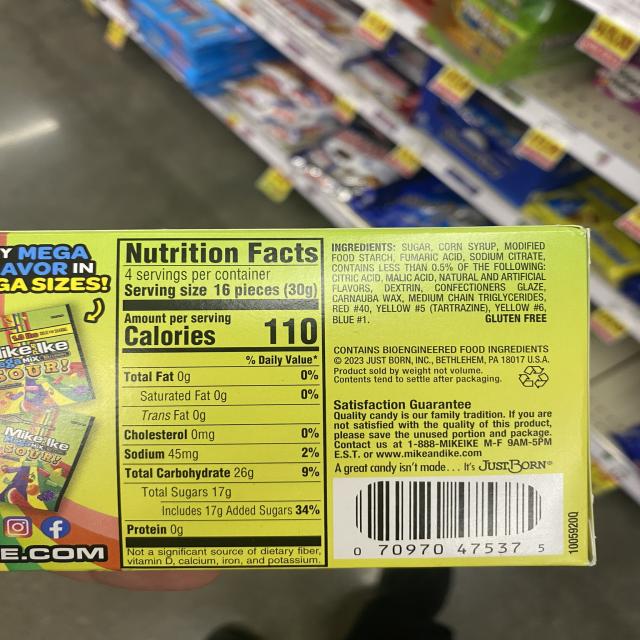 Y MEGA
AVOR IN
GA SIZES!
Mike and Ike
Mega MIX
SOUR!
Mike and Ike
SOUR!
E.COM
Nutrition Facts
4 servings per container
Serving size 16 pieces (30g)
Amount per serving
Calories 110
% Daily Value*
Total Fat 0g 0%
Saturated Fat 0g 0%
Trans Fat 0g
Cholesterol 0mg 0%
Sodium 45mg 2%
Total Carbohydrate 26g 9%
Total Sugars 17g
Includes 17g Added Sugars 34%
Protein 0g
Not a significant source of dietary fiber,
vitamin D, calcium, iron, and potassium.
INGREDIENTS: SUGAR, CORN SYRUP, MODIFIED
FOOD STARCH, FUMARIC ACID, SODIUM CITRATE,
CONTAINS LESS THAN 0.5% OF THE FOLLOWING:
CITRIC ACID, MALIC ACID, NATURAL AND ARTIFICIAL
FLAVORS, DEXTRIN, CONFECTIONERS GLAZE,
CARNAUBA WAX, MEDIUM CHAIN TRIGLYCERIDES,
RED #40, YELLOW #5 (TARTRAZINE), YELLOW #6,
BLUE #1. GLUTEN FREE
CONTAINS BIOENGINEERED FOOD INGREDIENTS
© 2023 JUST BORN, INC., BETHLEHEM, PA 18017 U.S.A.
Product sold by weight not volume.
Contents tend to settle after packaging.
Satisfaction Guarantee
Quality candy is our family tradition. If you are
not satisfied with the quality of this product,
please save the unused portion and package.
Contact us at 1-888-MIKEIKE M-F 9AM-5PM
E.S.T. or www.mikeandike.com
A great candy isn't made... It's JUST BORN®
0 70970 47537 5
1005920Q